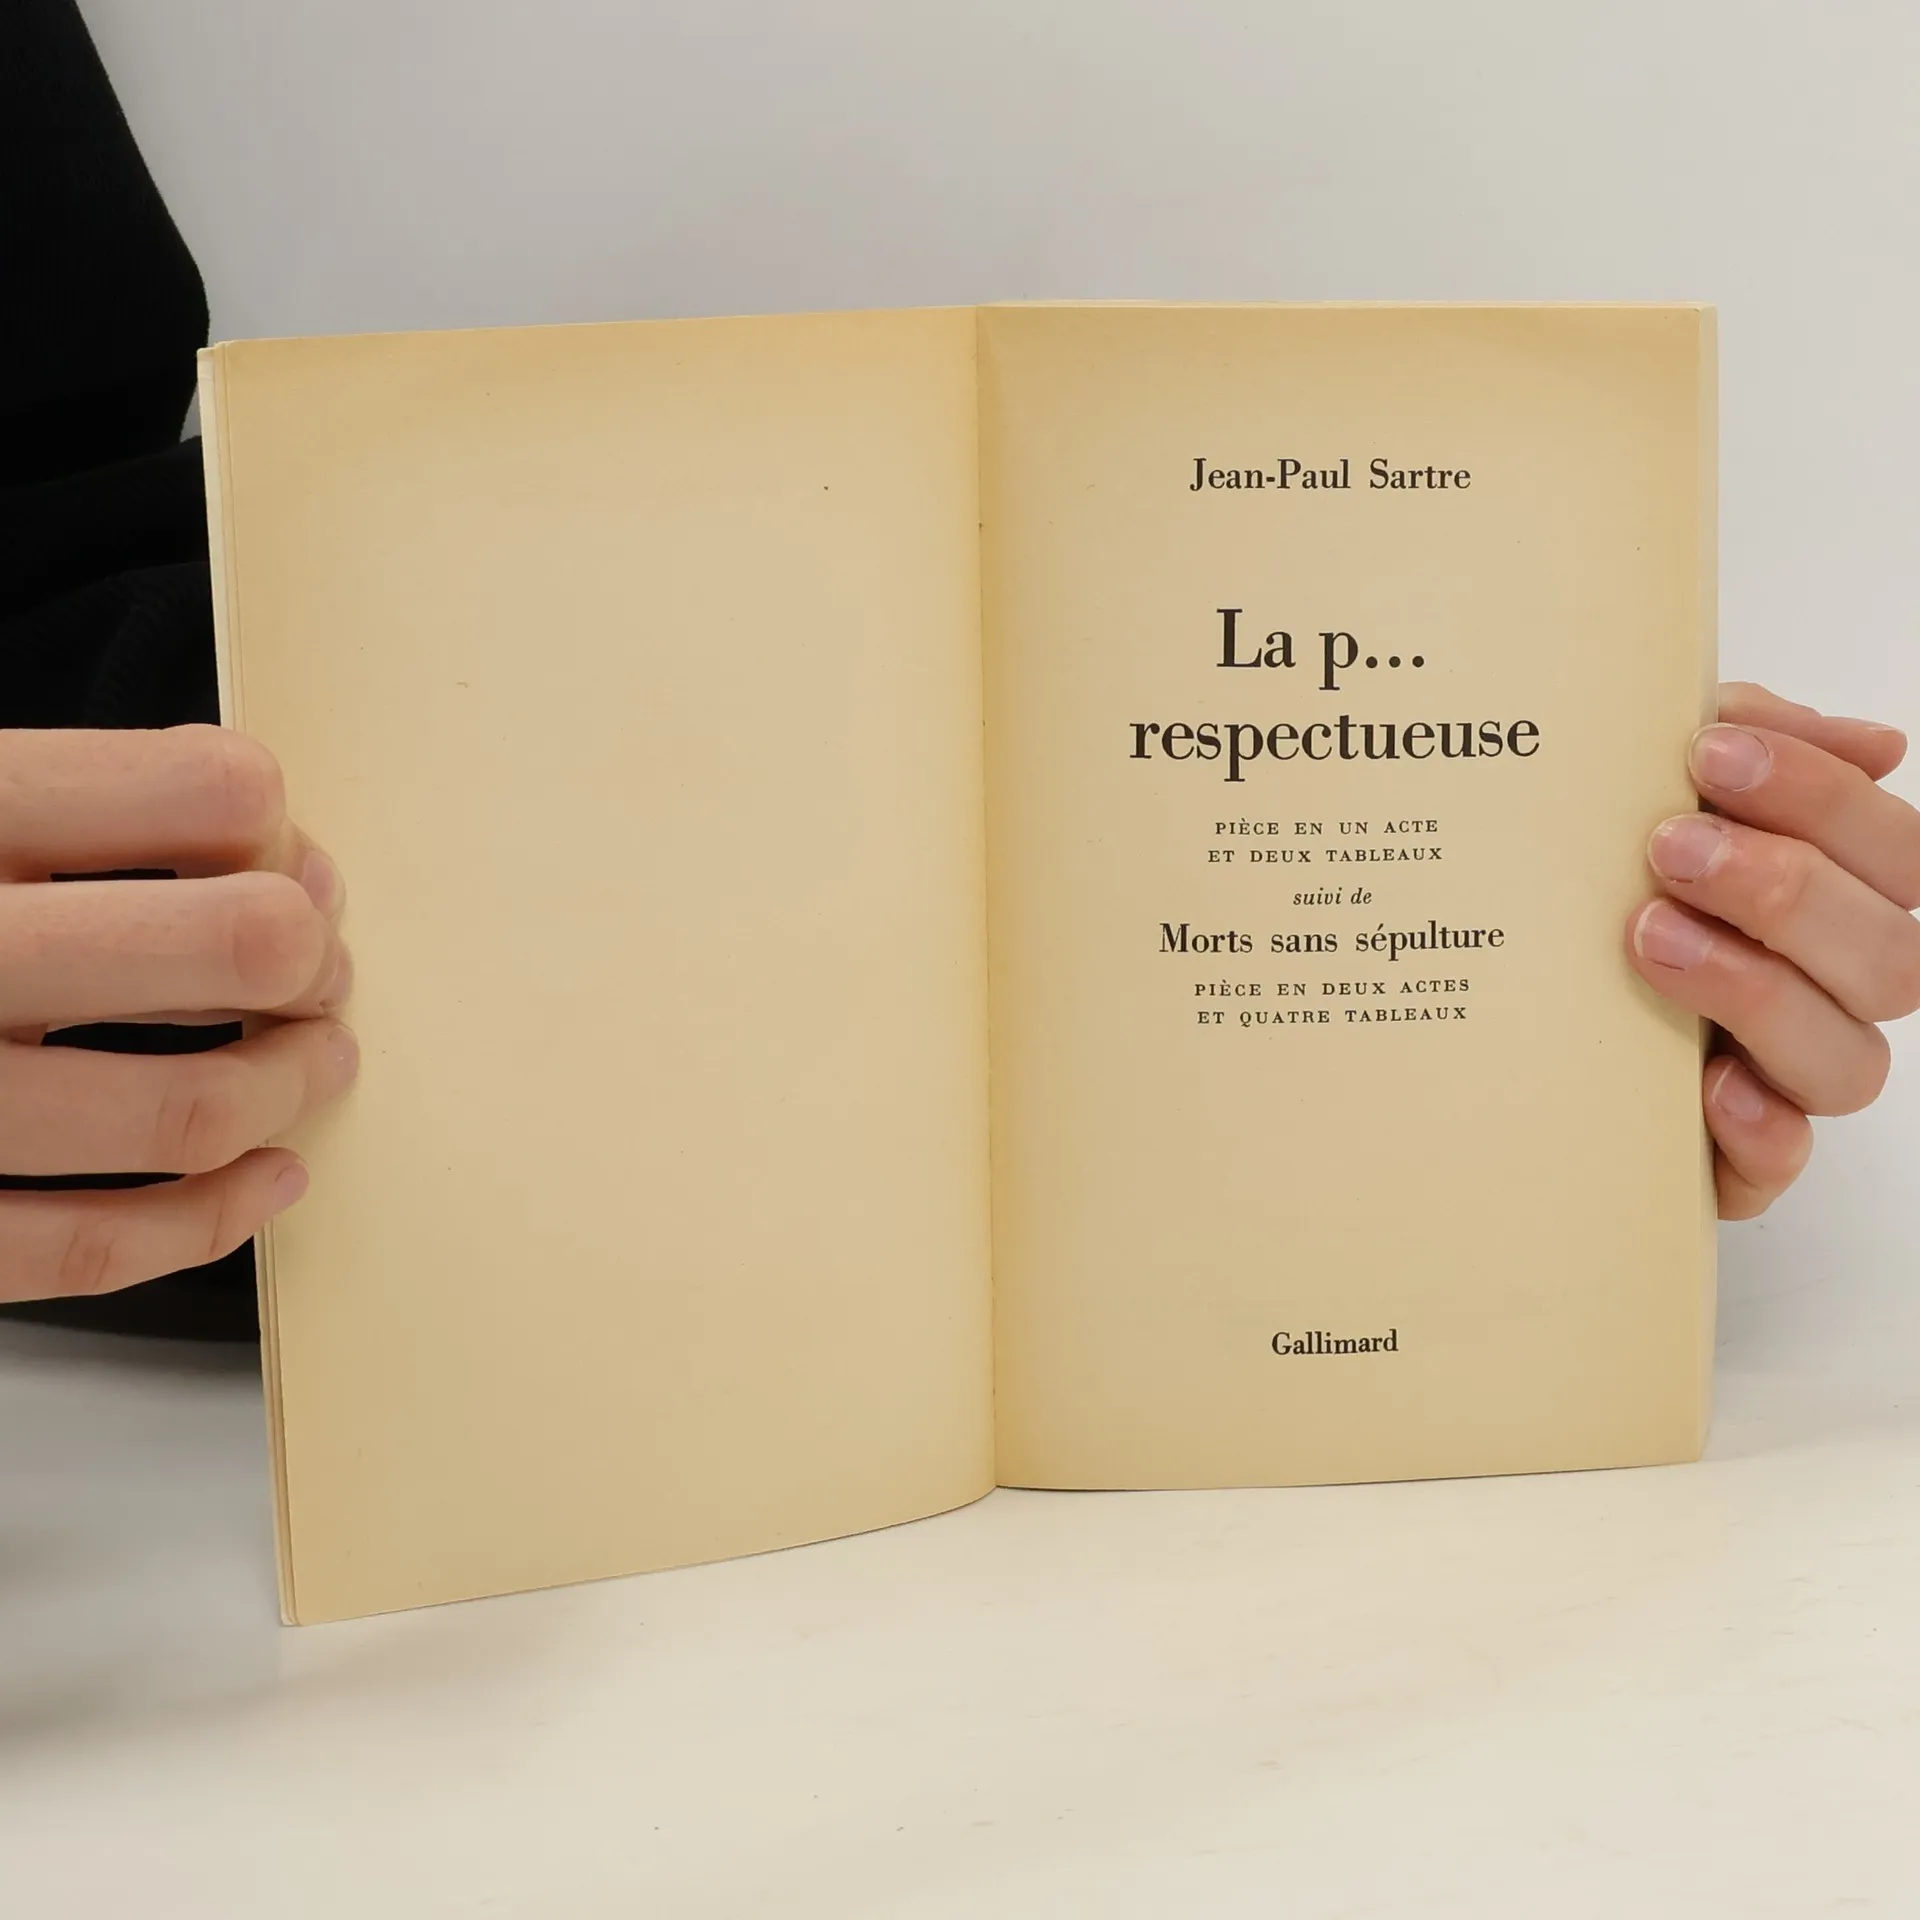 Jean-Paul Sartre
La p...
respectueuse
PIÈCE EN UN ACTE
ET DEUX TABLEAUX
suivi de
Morts sans sépulture
PIÈCE EN DEUX ACTES
ET QUATRE TABLEAUX
Gallimard